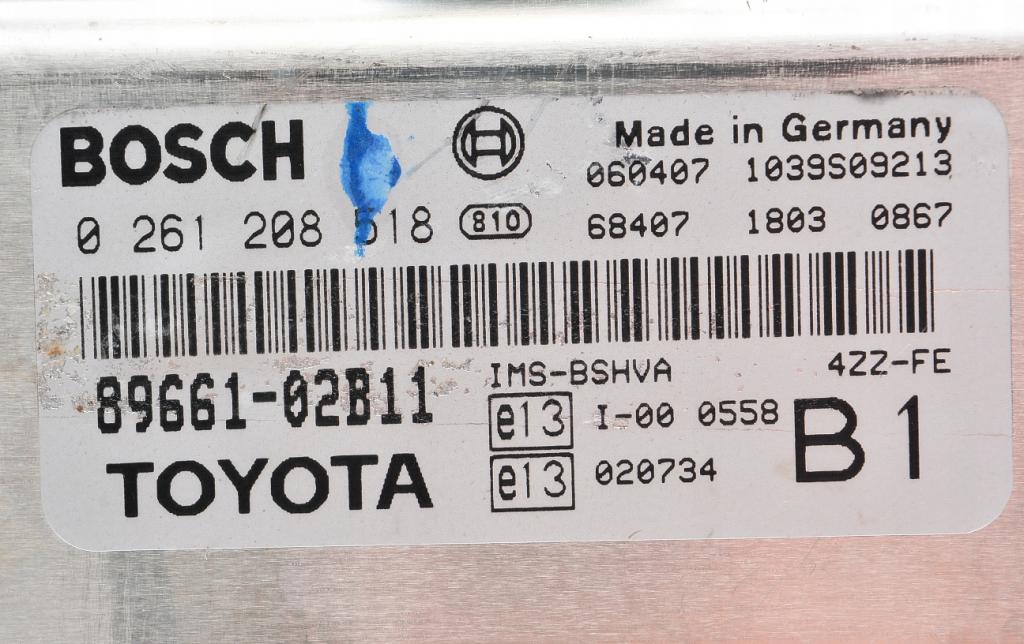 BOSCH
Made in Germany
060407 1039S09213
0 261 208 518 810
68407 1803 0867
89661-02B11
IMS-BSHVA 4ZZ-FE
e13 I-00 0558 B1
e13 020734
TOYOTA